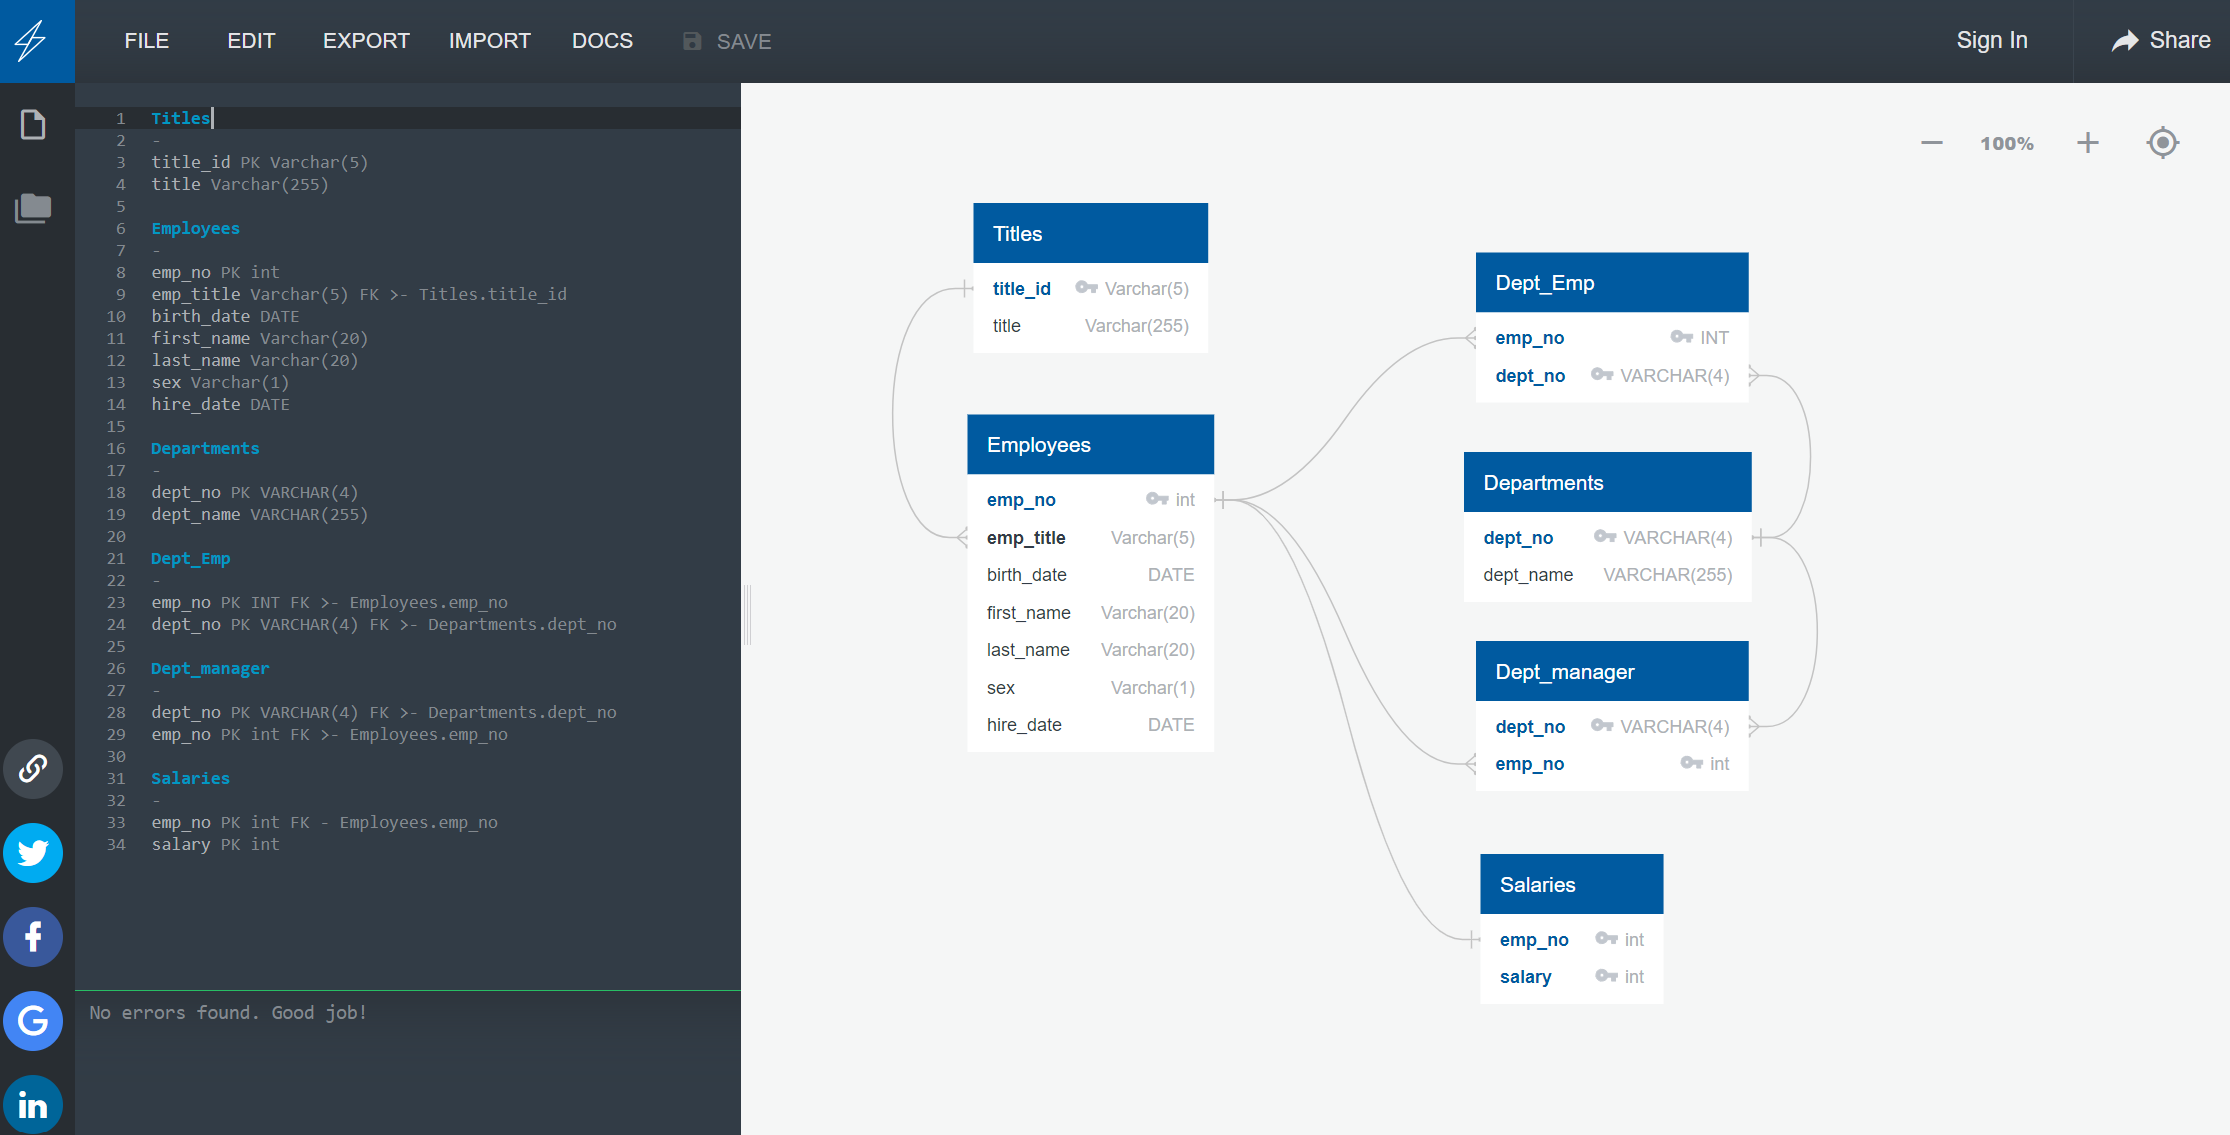 FILE EDIT EXPORT IMPORT DOCS SAVE Sign In Share
1 Titles
2 -
3 title_id PK Varchar(5)
4 title Varchar(255)
5
6 Employees
7 -
8 emp_no PK int
9 emp_title Varchar(5) FK >- Titles.title_id
10 birth_date DATE
11 first_name Varchar(20)
12 last_name Varchar(20)
13 sex Varchar(1)
14 hire_date DATE
15
16 Departments
17 -
18 dept_no PK VARCHAR(4)
19 dept_name VARCHAR(255)
20
21 Dept_Emp
22 -
23 emp_no PK INT FK >- Employees.emp_no
24 dept_no PK VARCHAR(4) FK >- Departments.dept_no
25
26 Dept_manager
27 -
28 dept_no PK VARCHAR(4) FK >- Departments.dept_no
29 emp_no PK int FK >- Employees.emp_no
30
31 Salaries
32 -
33 emp_no PK int FK - Employees.emp_no
34 salary PK int
No errors found. Good job!
100%
Titles
title_id Varchar(5)
title Varchar(255)
Employees
emp_no int
emp_title Varchar(5)
birth_date DATE
first_name Varchar(20)
last_name Varchar(20)
sex Varchar(1)
hire_date DATE
Dept_Emp
emp_no INT
dept_no VARCHAR(4)
Departments
dept_no VARCHAR(4)
dept_name VARCHAR(255)
Dept_manager
dept_no VARCHAR(4)
emp_no int
Salaries
emp_no int
salary int
f
G
in